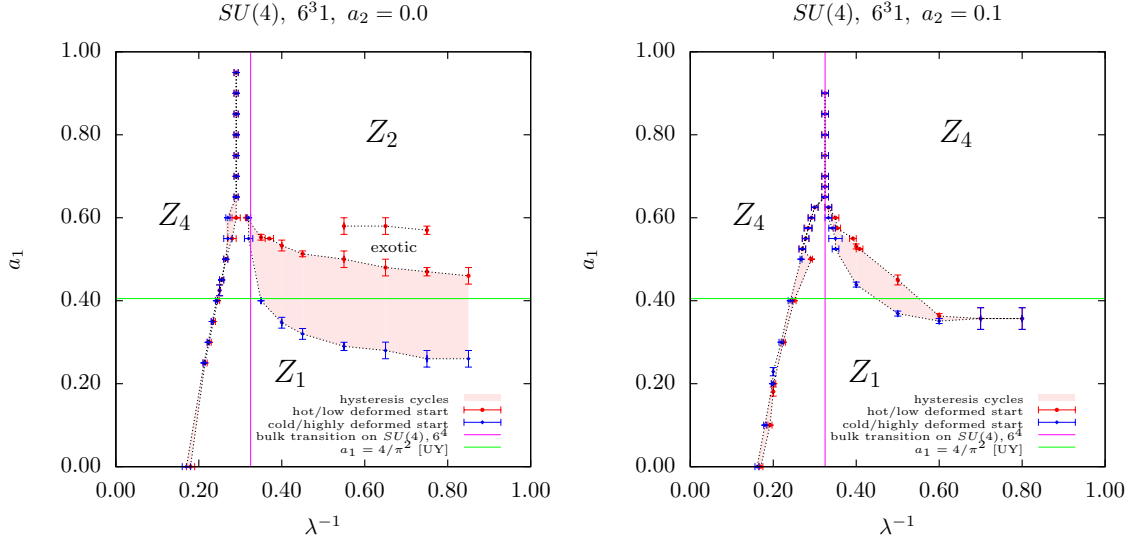 SU(4), 6³1, a₂ = 0.0
a₁
1.00
0.80
0.60
0.40
0.20
0.00
Z₄
Z₂
exotic
Z₁
hysteresis cycles
hot/low deformed start
cold/highly deformed start
bulk transition on SU(4), 6⁴
a₁ = 4/π² [UY]
0.00 0.20 0.40 0.60 0.80 1.00
λ⁻¹
SU(4), 6³1, a₂ = 0.1
a₁
1.00
0.80
0.60
0.40
0.20
0.00
Z₄
Z₄
Z₁
hysteresis cycles
hot/low deformed start
cold/highly deformed start
bulk transition on SU(4), 6⁴
a₁ = 4/π² [UY]
0.00 0.20 0.40 0.60 0.80 1.00
λ⁻¹